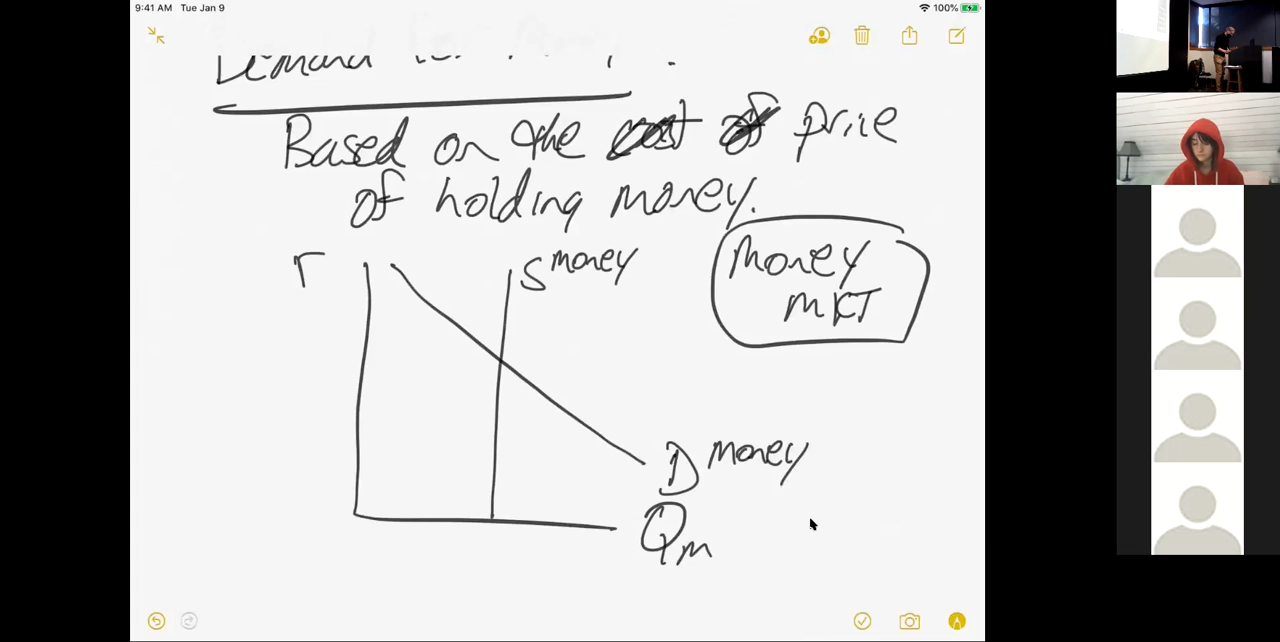 9:41 AM Tue Jan 9
100%
Demand
Based on the cost of price
of holding money.
r
S money
Money
MKT
D money
Qm